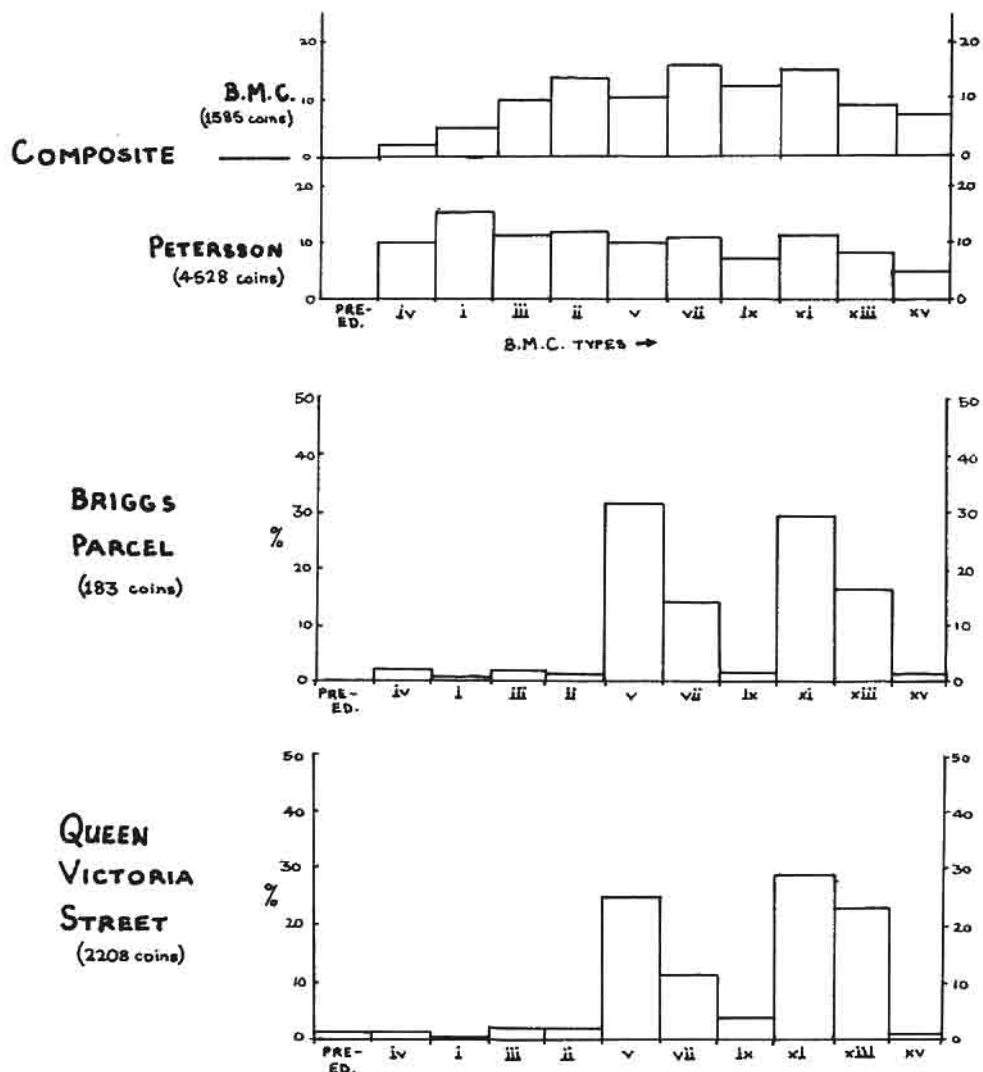 20
10
0
B.M.C.
(1585 coins)
20
10
0
COMPOSITE
20
10
0
PETERSSON
(4528 coins)
20
10
0
PRE-ED. iv i iii ii v vii ix xi xiii xv
B.M.C. TYPES →
50
40
30
20
10
0
%
BRIGGS
PARCEL
(183 coins)
50
40
30
20
10
0
PRE-ED. iv i iii ii v vii ix xi xiii xv
50
40
30
20
10
0
%
QUEEN
VICTORIA
STREET
(2208 coins)
50
40
30
20
10
0
PRE-ED. iv i iii ii v vii ix xi xiii xv